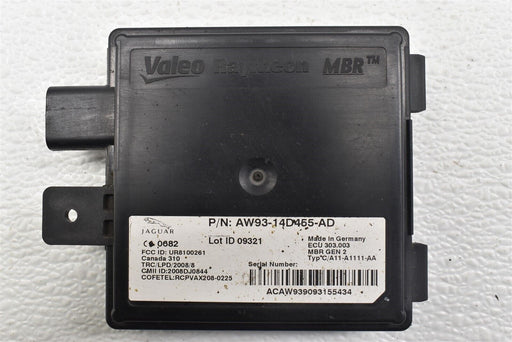 Valeo Raytheon MBR™
P/N: AW93-14D455-AD
JAGUAR
Lot ID 09321
Made in Germany
0682
ECU 303.003
FCC ID: UR8100261
MBR GEN 2
Canada 310
Typ°C/A11-A1111-AA
TRC/LPD/2008/8
CMII ID:2008DJ0844
Serial Number:
COFETEL:RCPVAX208-0225
ACAW939093155434